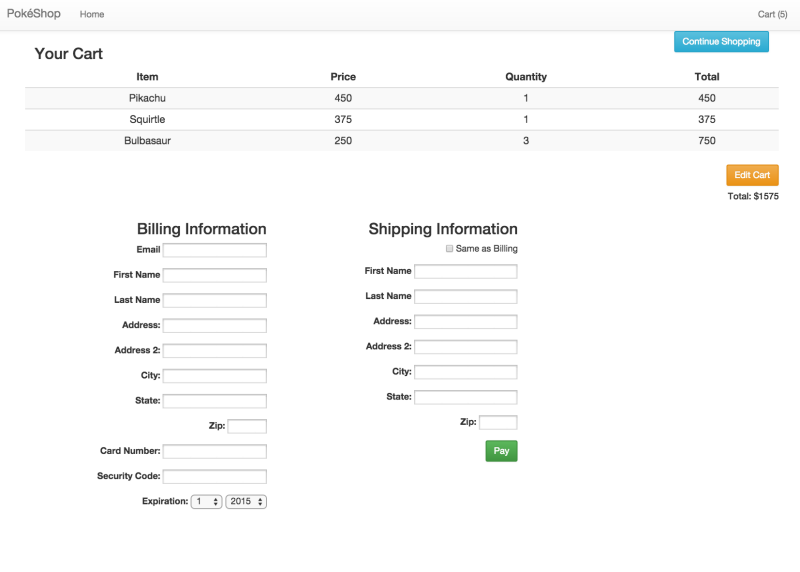 PokéShop Home Cart (5)
Continue Shopping
Your Cart
Item Price Quantity Total
Pikachu 450 1 450
Squirtle 375 1 375
Bulbasaur 250 3 750
Edit Cart
Total: $1575
Billing Information
Email
First Name
Last Name
Address:
Address 2:
City:
State:
Zip:
Card Number:
Security Code:
Expiration: 1 2015
Shipping Information
Same as Billing
First Name
Last Name
Address:
Address 2:
City:
State:
Zip:
Pay